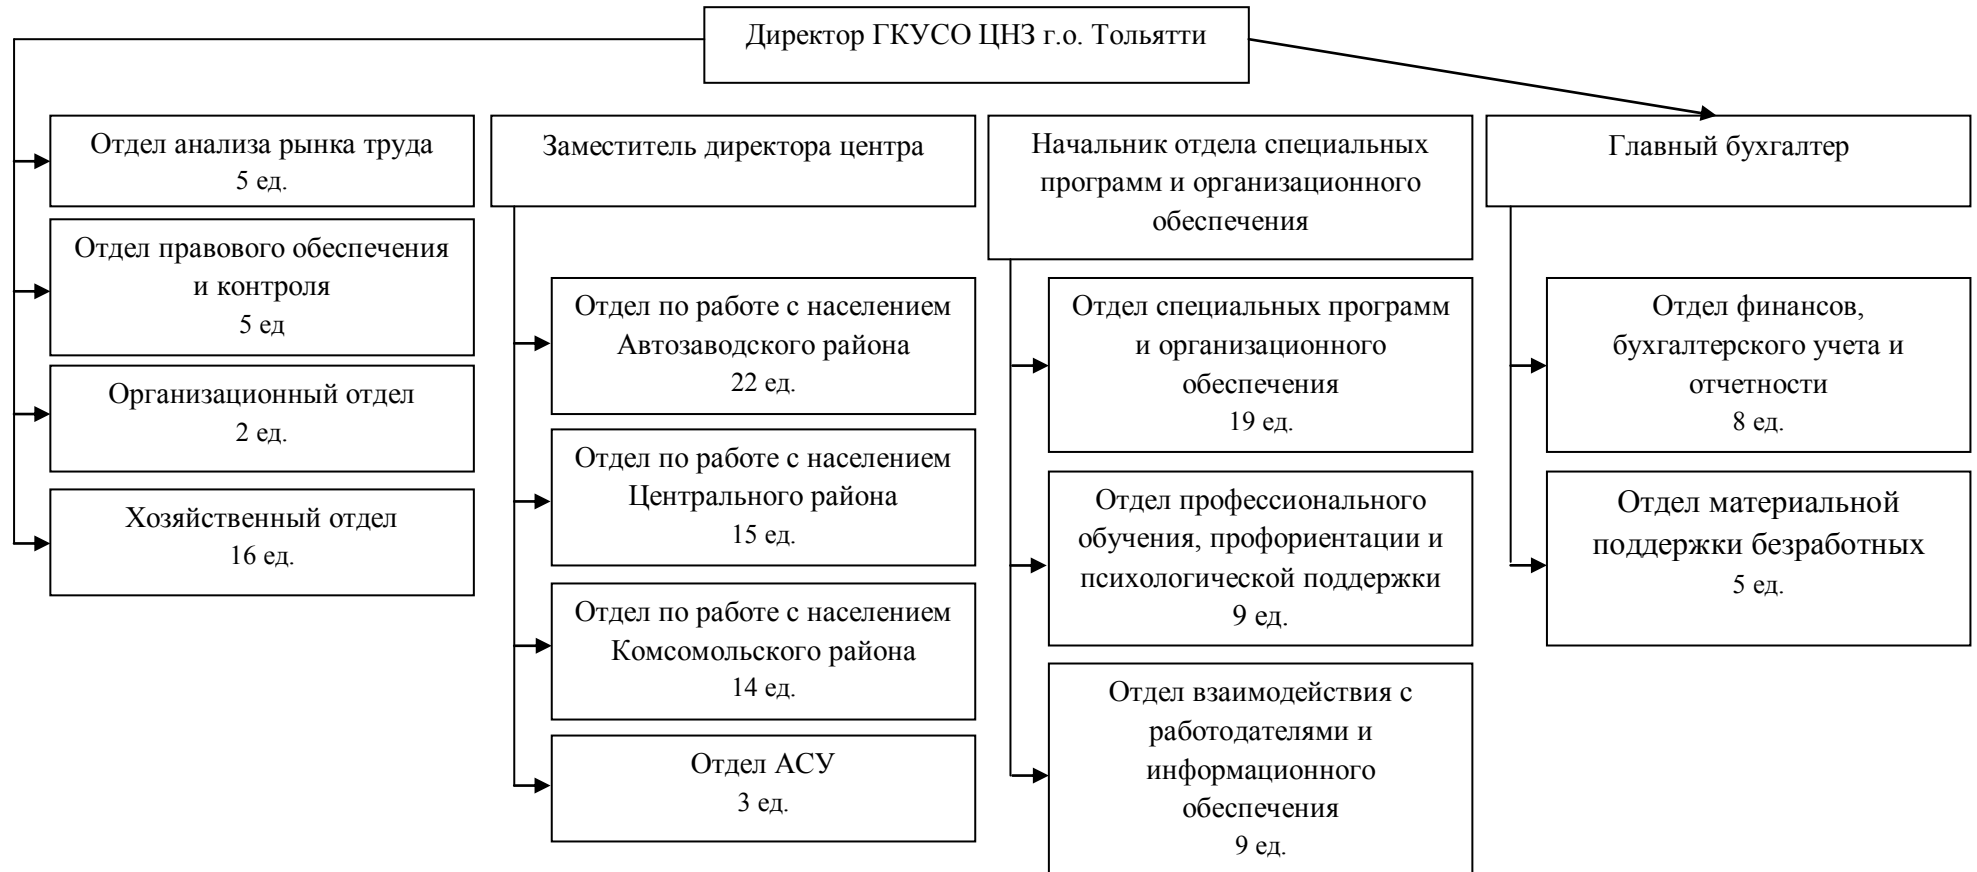 Директор ГКУСО ЦНЗ г.о. Тольятти
Отдел анализа рынка труда
5 ед.
Отдел правового обеспечения
и контроля
5 ед
Организационный отдел
2 ед.
Хозяйственный отдел
16 ед.
Заместитель директора центра
Отдел по работе с населением
Автозаводского района
22 ед.
Отдел по работе с населением
Центрального района
15 ед.
Отдел по работе с населением
Комсомольского района
14 ед.
Отдел АСУ
3 ед.
Начальник отдела специальных
программ и организационного
обеспечения
Отдел специальных программ
и организационного
обеспечения
19 ед.
Отдел профессионального
обучения, профориентации и
психологической поддержки
9 ед.
Отдел взаимодействия с
работодателями и
информационного
обеспечения
9 ед.
Главный бухгалтер
Отдел финансов,
бухгалтерского учета и
отчетности
8 ед.
Отдел материальной
поддержки безработных
5 ед.